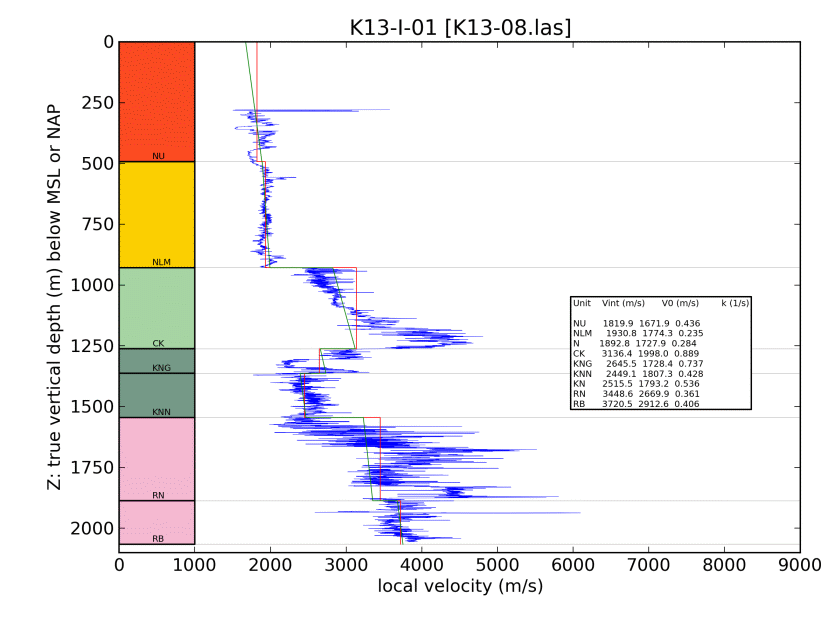 K13-I-01 [K13-08.las]
0
250
500
750
1000
1250
1500
1750
2000
Z: true vertical depth (m) below MSL or NAP
NU
NLM
CK
KNG
KNN
RN
RB
Unit Vint (m/s) V0 (m/s) k (1/s)
NU 1819.9 1671.9 0.436
NLM 1930.8 1774.3 0.235
N 1892.8 1727.9 0.284
CK 3136.4 1998.0 0.889
KNG 2645.5 1728.4 0.737
KNN 2449.1 1807.3 0.428
KN 2515.5 1793.2 0.536
RN 3448.6 2669.9 0.361
RB 3720.5 2912.6 0.406
0 1000 2000 3000 4000 5000 6000 7000 8000 9000
local velocity (m/s)